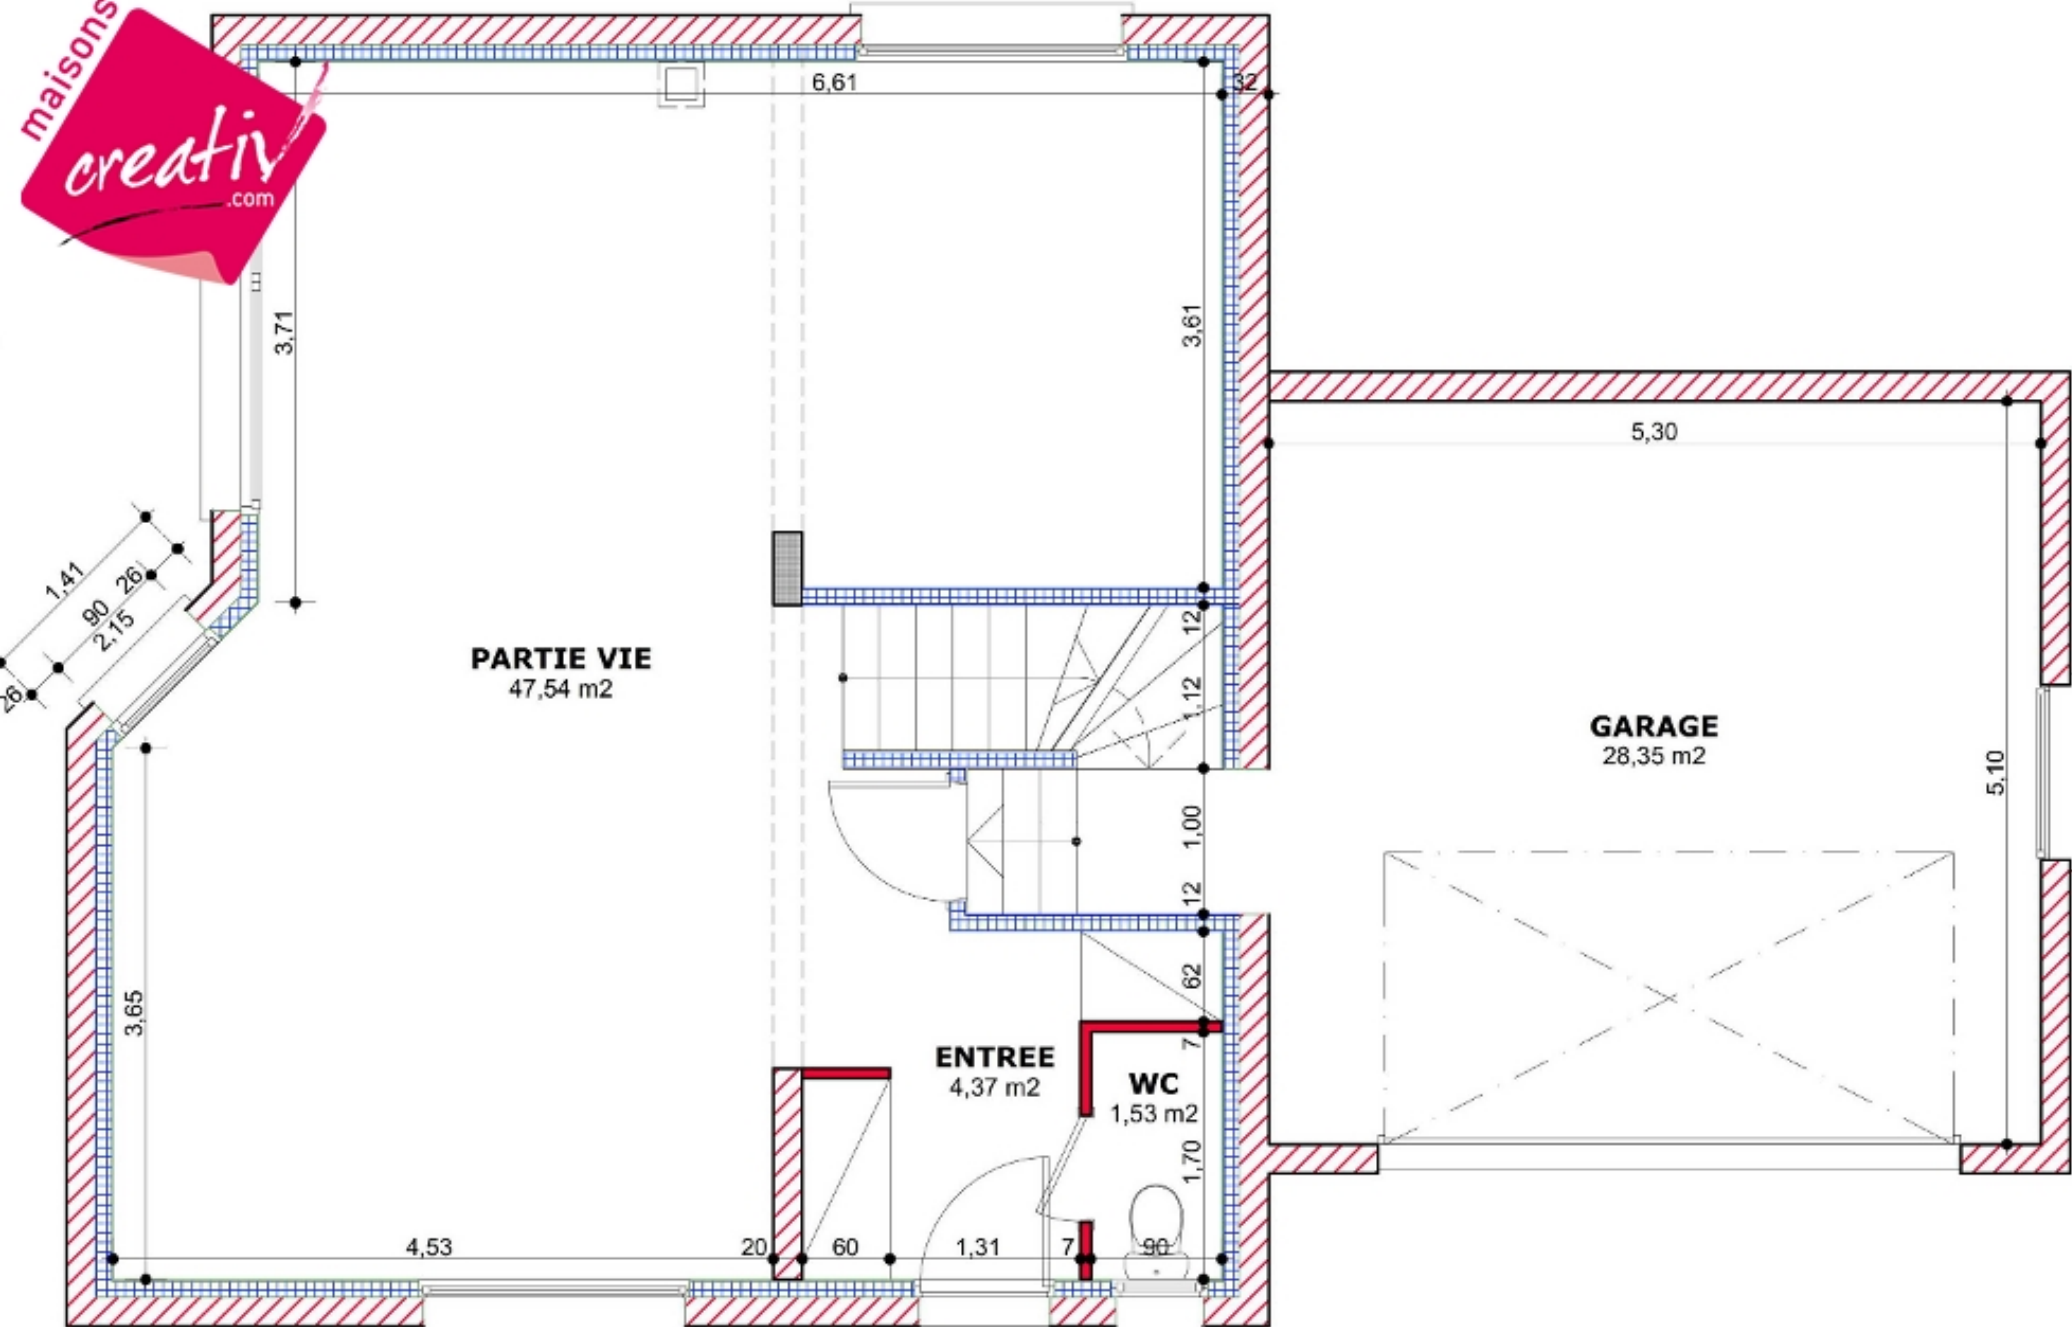 maisons
creativ
.com
6,61
32
3,71
3,61
5,30
1,41
26
90
2,15
26
12
PARTIE VIE
47,54 m2
1,12
GARAGE
28,35 m2
5,10
1,00
12
62
3,65
7
ENTREE
4,37 m2
WC
1,53 m2
1,70
4,53
20
60
1,31
7
90